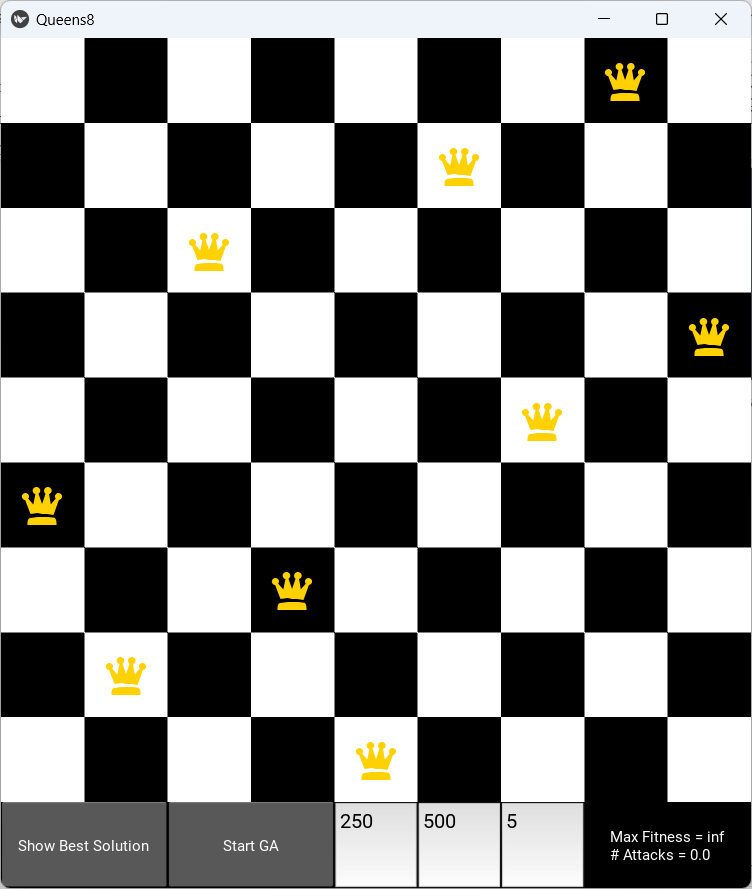 Queens8
Show Best Solution
Start GA
250
500
5
Max Fitness = inf
# Attacks = 0.0